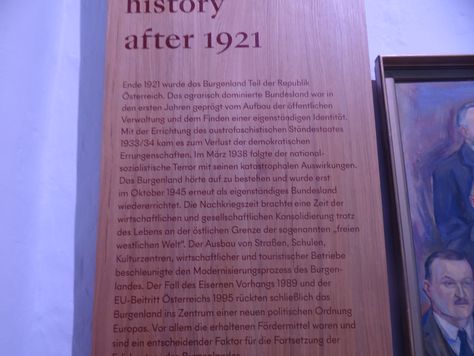 history
after 1921
Ende 1921 wurde das Burgenland Teil der Republik
Österreich. Das agrarisch dominierte Bundesland war in
den ersten Jahren geprägt vom Aufbau der öffentlichen
Verwaltung und dem Finden einer eigenständigen Identität.
Mit der Errichtung des austrofaschistischen Ständestaates
1933/34 kam es zum Verlust der demokratischen
Errungenschaften. Im März 1938 folgte der national-
sozialistische Terror mit seinen katastrophalen Auswirkungen.
Das Burgenland hörte auf zu bestehen und wurde erst
im Oktober 1945 erneut als eigenständiges Bundesland
wiedererrichtet. Die Nachkriegszeit brachte eine Zeit der
wirtschaftlichen und gesellschaftlichen Konsolidierung trotz
des Lebens an der östlichen Grenze der sogenannten „freien
westlichen Welt“. Der Ausbau von Straßen, Schulen,
Kulturzentren, wirtschaftlicher und touristischer Betriebe
beschleunigte den Modernisierungsprozess des Burgen-
landes. Der Fall des Eisernen Vorhangs 1989 und der
EU-Beitritt Österreichs 1995 rückten schließlich das
Burgenland ins Zentrum einer neuen politischen Ordnung
Europas. Vor allem die erhaltenen Fördermittel waren und
sind ein entscheidender Faktor für die Fortsetzung der